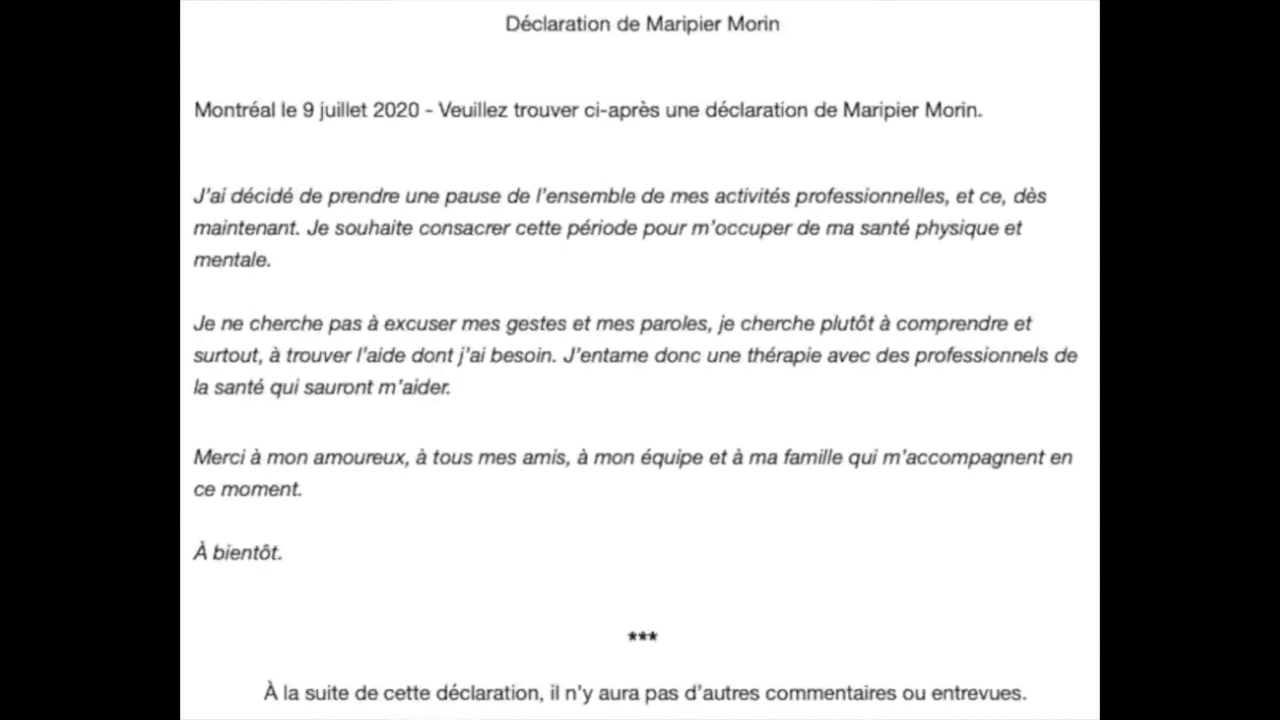 Déclaration de Maripier Morin
Montréal le 9 juillet 2020 - Veuillez trouver ci-après une déclaration de Maripier Morin.
J'ai décidé de prendre une pause de l'ensemble de mes activités professionnelles, et ce, dès
maintenant. Je souhaite consacrer cette période pour m'occuper de ma santé physique et
mentale.
Je ne cherche pas à excuser mes gestes et mes paroles, je cherche plutôt à comprendre et
surtout, à trouver l'aide dont j'ai besoin. J'entame donc une thérapie avec des professionnels de
la santé qui sauront m'aider.
Merci à mon amoureux, à tous mes amis, à mon équipe et à ma famille qui m'accompagnent en
ce moment.
À bientôt.
***
À la suite de cette déclaration, il n'y aura pas d'autres commentaires ou entrevues.